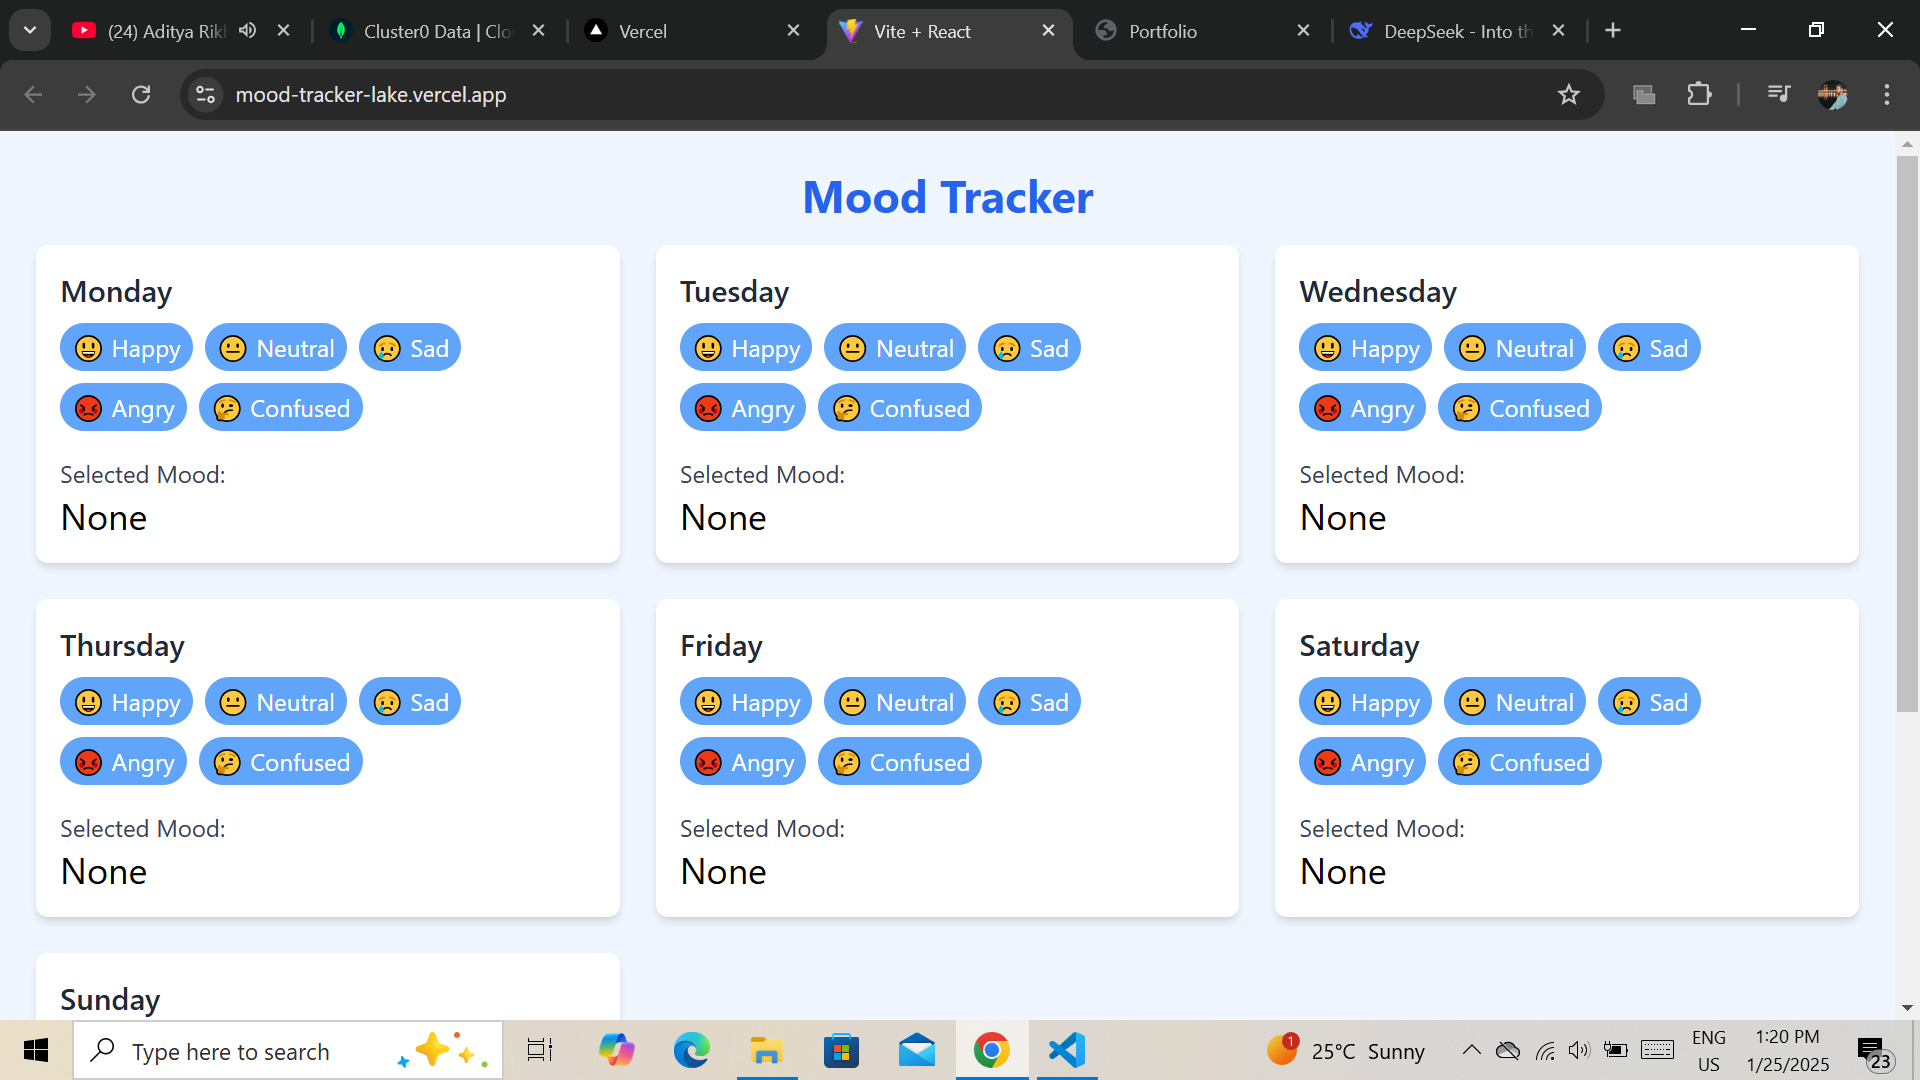 (24) Aditya Rikh
Cluster0 Data | Clo
Vercel
Vite + React
Portfolio
DeepSeek - Into th
mood-tracker-lake.vercel.app
Mood Tracker
Monday
😃 Happy 😐 Neutral 😢 Sad
😡 Angry 🤔 Confused
Selected Mood:
None
Tuesday
😃 Happy 😐 Neutral 😢 Sad
😡 Angry 🤔 Confused
Selected Mood:
None
Wednesday
😃 Happy 😐 Neutral 😢 Sad
😡 Angry 🤔 Confused
Selected Mood:
None
Thursday
😃 Happy 😐 Neutral 😢 Sad
😡 Angry 🤔 Confused
Selected Mood:
None
Friday
😃 Happy 😐 Neutral 😢 Sad
😡 Angry 🤔 Confused
Selected Mood:
None
Saturday
😃 Happy 😐 Neutral 😢 Sad
😡 Angry 🤔 Confused
Selected Mood:
None
Sunday
Type here to search
1
25°C Sunny
ENG
US
1:20 PM
1/25/2025
23